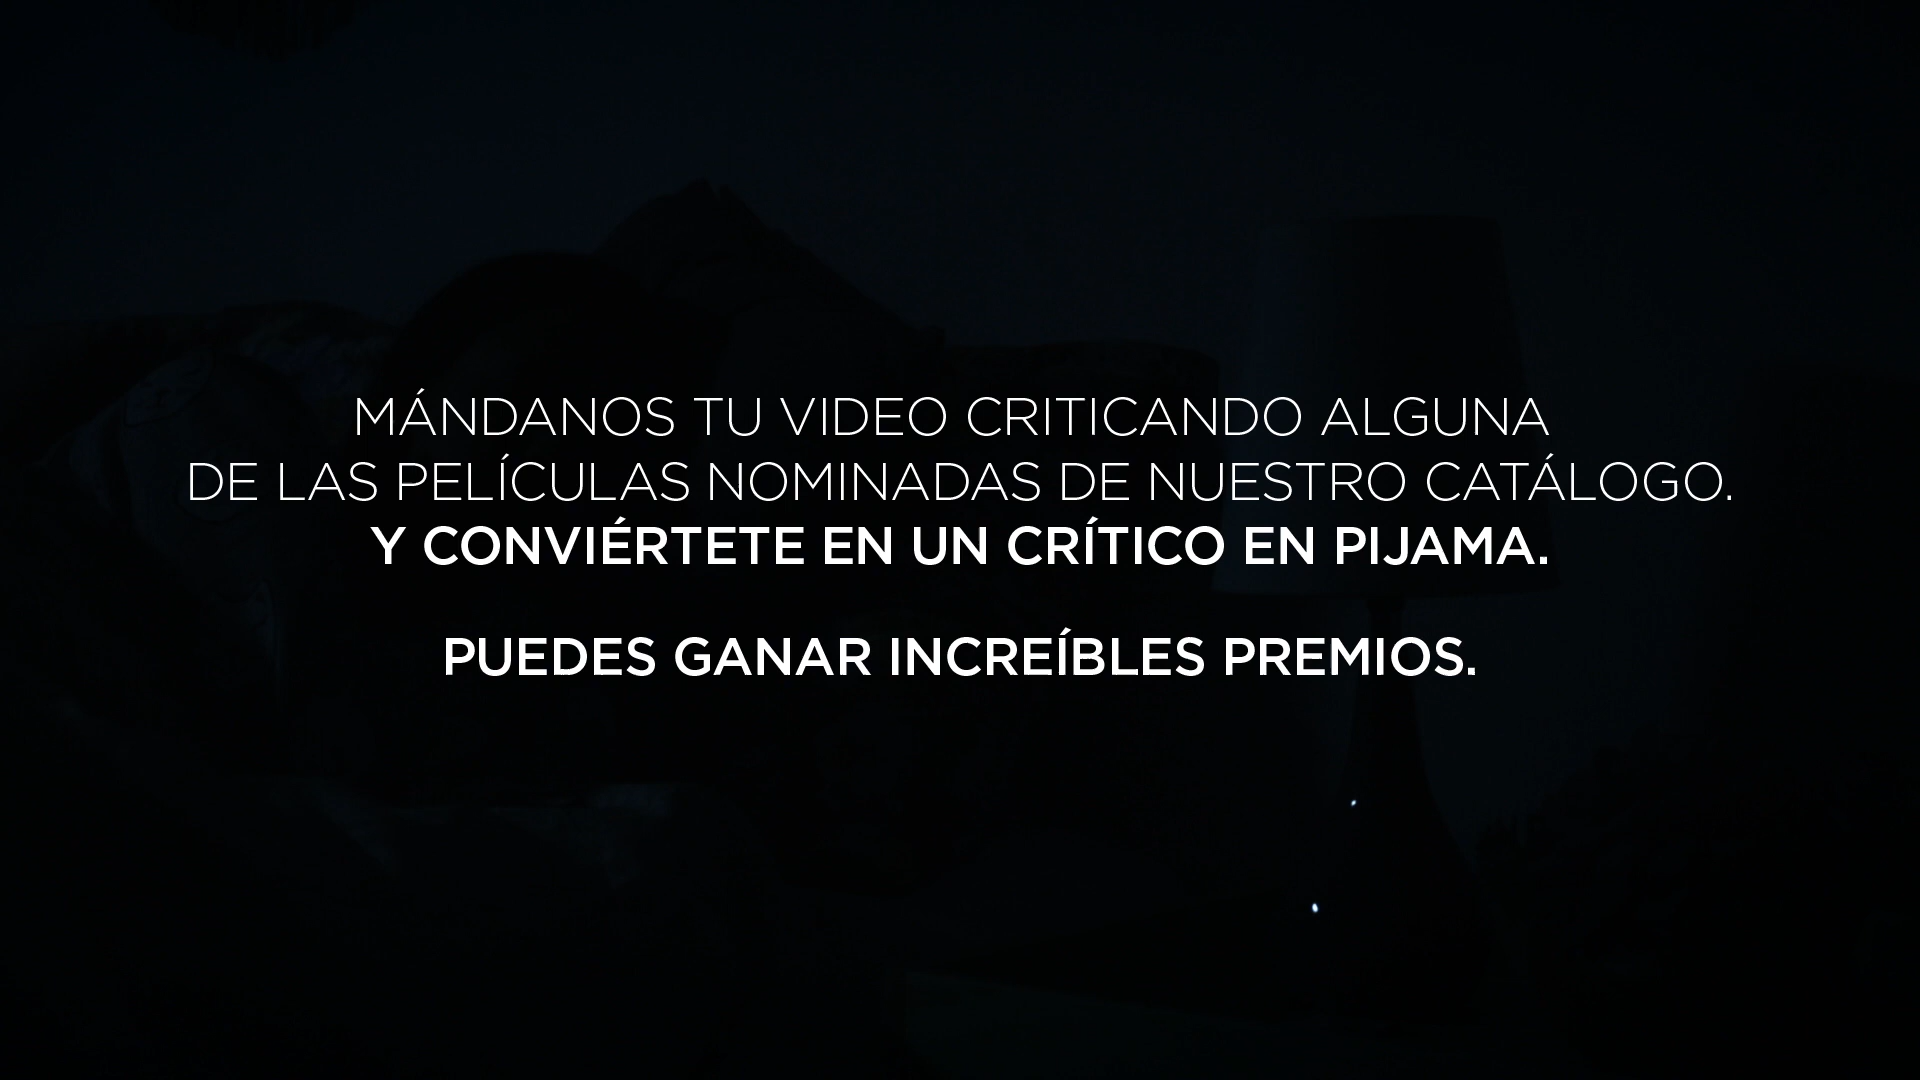 MÁNDANOS TU VIDEO CRITICANDO ALGUNA
DE LAS PELÍCULAS NOMINADAS DE NUESTRO CATÁLOGO.
Y CONVIÉRTETE EN UN CRÍTICO EN PIJAMA.
PUEDES GANAR INCREÍBLES PREMIOS.